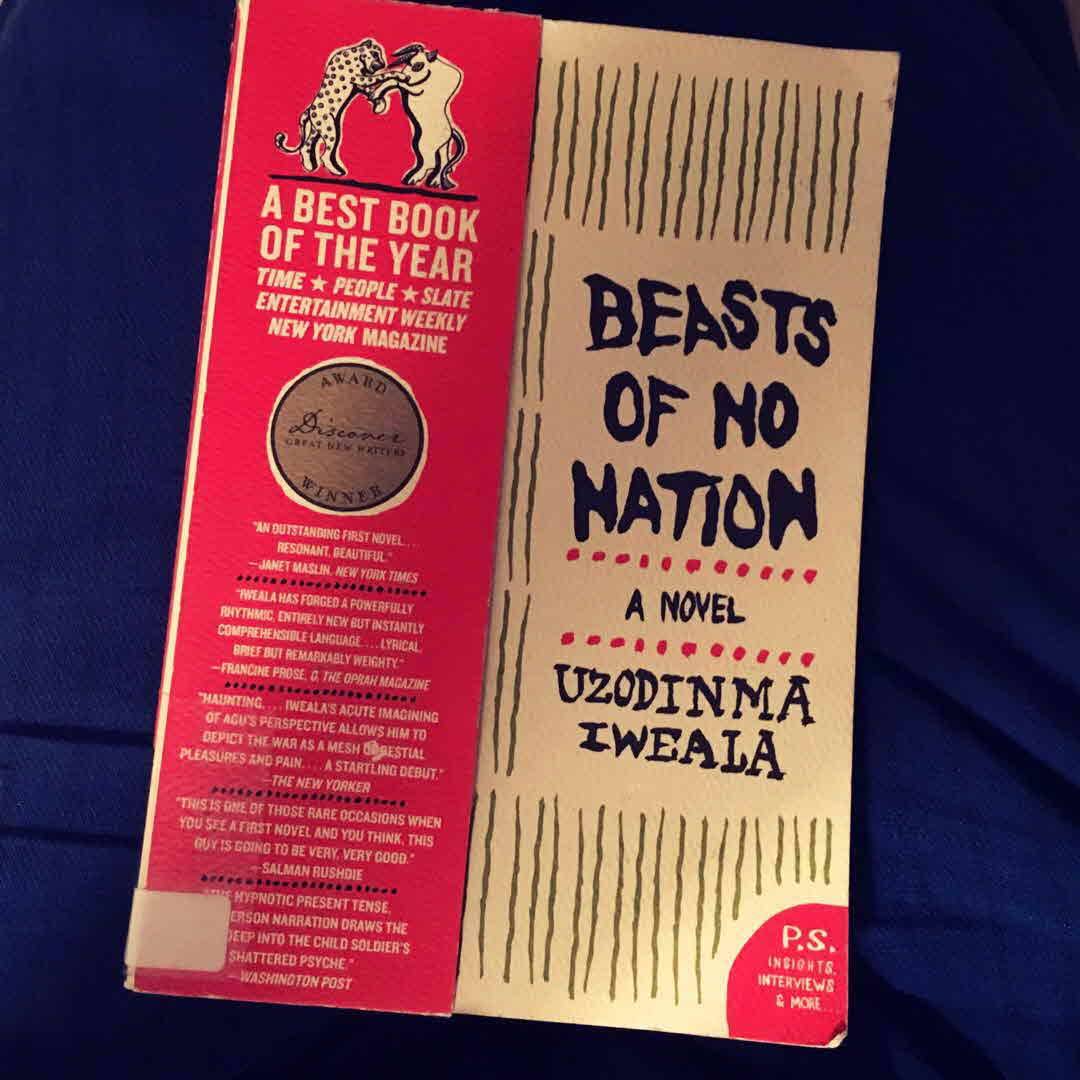 A BEST BOOK
OF THE YEAR
TIME ★ PEOPLE ★ SLATE
ENTERTAINMENT WEEKLY
NEW YORK MAGAZINE
AWARD
Discover
GREAT NEW WRITERS
WINNER
"AN OUTSTANDING FIRST NOVEL....
RESONANT, BEAUTIFUL."
—JANET MASLIN, NEW YORK TIMES
"IWEALA HAS FORGED A POWERFULLY
RHYTHMIC, ENTIRELY NEW BUT INSTANTLY
COMPREHENSIBLE LANGUAGE.... LYRICAL,
BRIEF BUT REMARKABLY WEIGHTY."
—FRANCINE PROSE, O, THE OPRAH MAGAZINE
"HAUNTING.... IWEALA'S ACUTE IMAGINING
OF AGU'S PERSPECTIVE ALLOWS HIM TO
DEPICT THE WAR AS A MESH OF BESTIAL
PLEASURES AND PAIN.... A STARTLING DEBUT."
—THE NEW YORKER
"THIS IS ONE OF THOSE RARE OCCASIONS WHEN
YOU SEE A FIRST NOVEL AND YOU THINK, THIS
GUY IS GOING TO BE VERY, VERY GOOD."
—SALMAN RUSHDIE
HYPNOTIC PRESENT TENSE,
NARRATION DRAWS THE
DEEP INTO THE CHILD SOLDIER'S
SHATTERED PSYCHE."
WASHINGTON POST
BEASTS
OF NO
NATION
A NOVEL
UZODINMA
IWEALA
P.S.
INSIGHTS,
INTERVIEWS
& MORE...